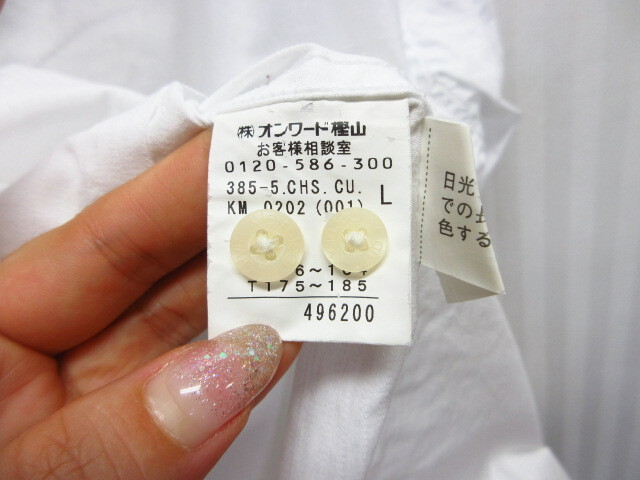 ㈱オンワード樫山
お客様相談室
0120-586-300
385-5.CHS.CU. L
KM 0202 (001)
T175～185
496200
日光
での
色する